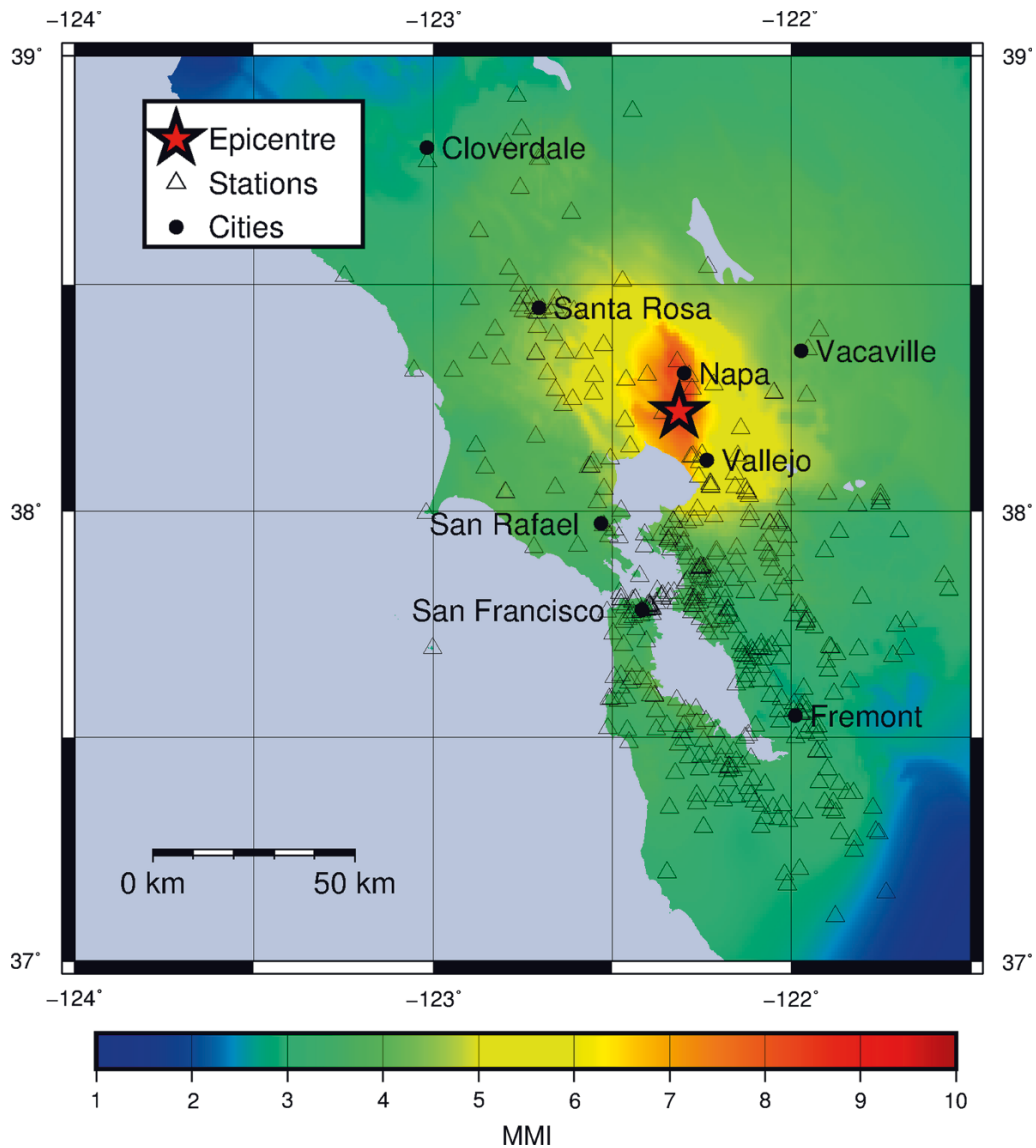 −124˚ −123˚ −122˚
39˚ 39˚
Epicentre
Stations
Cities
Cloverdale
Santa Rosa
Vacaville
Napa
Vallejo
38˚ 38˚
San Rafael
San Francisco
Fremont
0 km 50 km
37˚ 37˚
−124˚ −123˚ −122˚
1 2 3 4 5 6 7 8 9 10
MMI